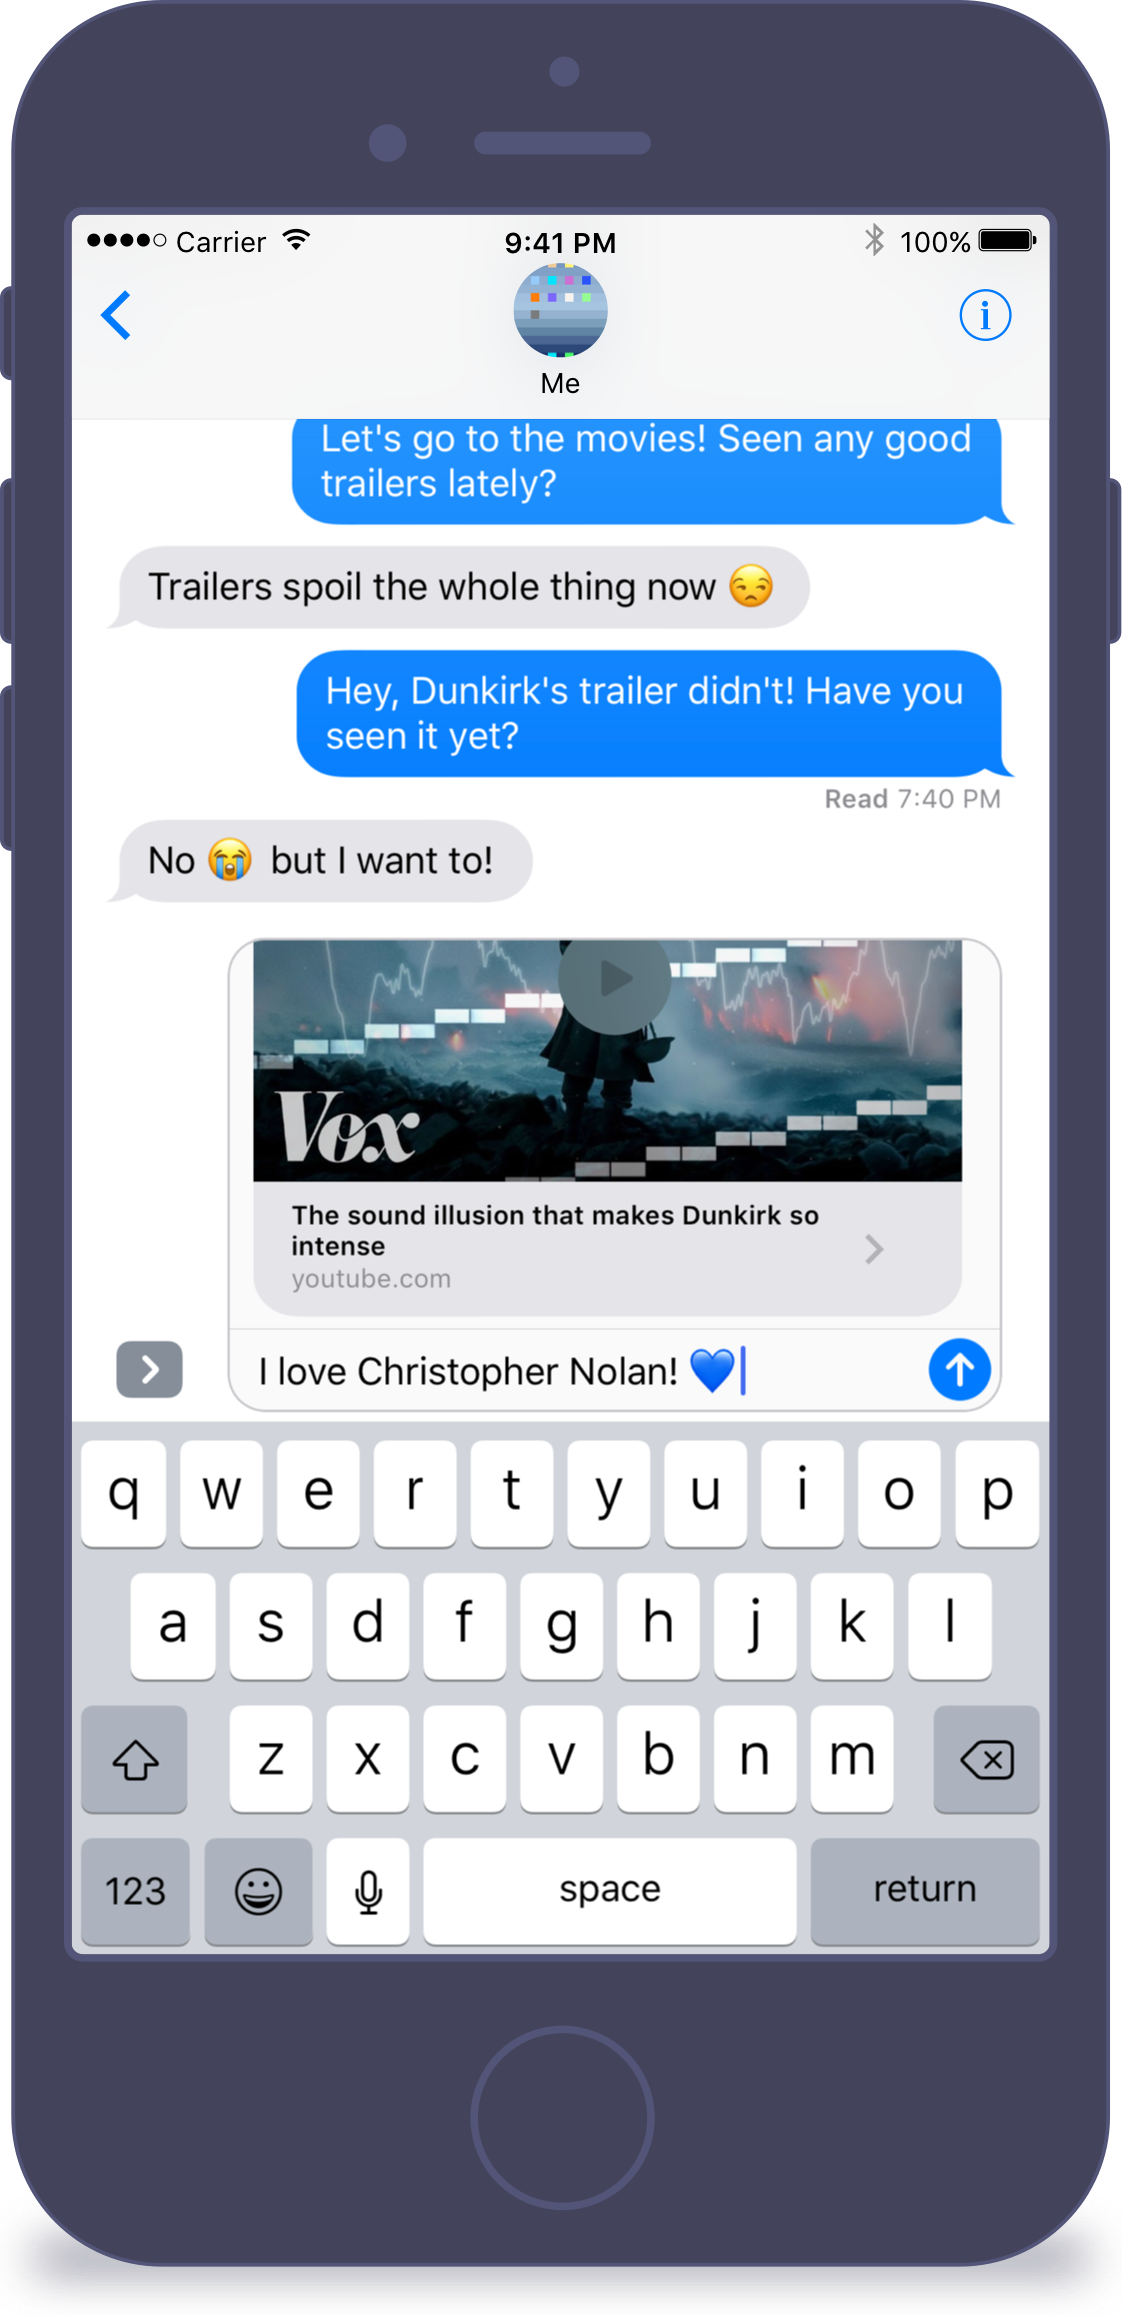 Carrier 9:41 PM 100%
Me
Let's go to the movies! Seen any good
trailers lately?
Trailers spoil the whole thing now 😒
Hey, Dunkirk's trailer didn't! Have you
seen it yet?
Read 7:40 PM
No 😭 but I want to!
Vox
The sound illusion that makes Dunkirk so
intense
youtube.com
I love Christopher Nolan! 💙
q w e r t y u i o p
a s d f g h j k l
z x c v b n m
123 space return